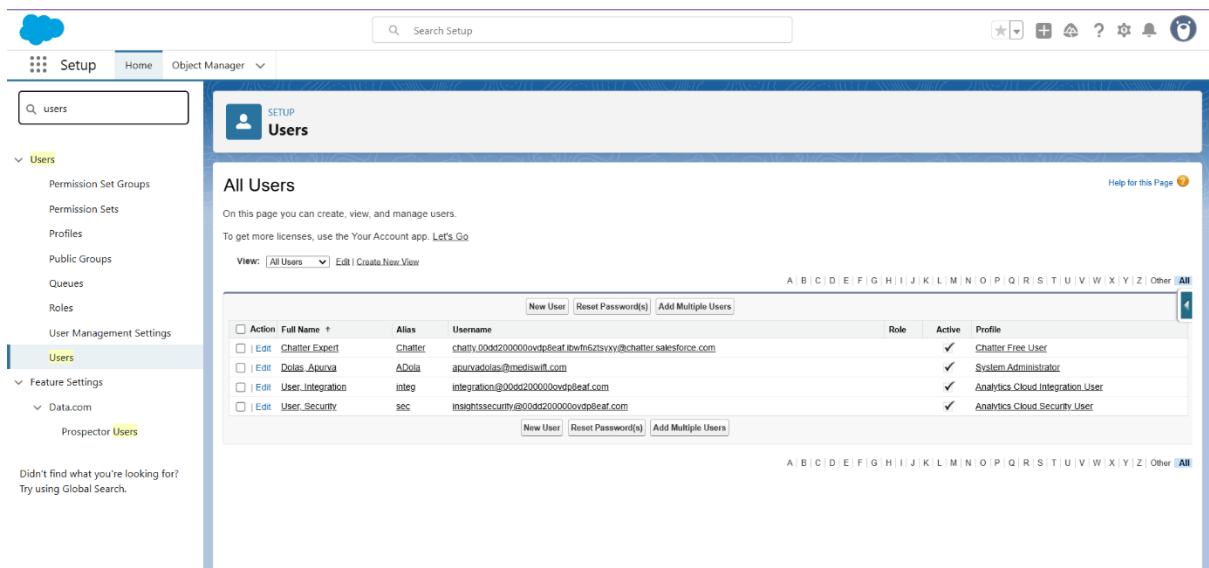 Search Setup
Setup Home Object Manager
users
SETUP
Users
Users
Permission Set Groups
Permission Sets
Profiles
Public Groups
Queues
Roles
User Management Settings
Users
Feature Settings
Data.com
Prospector Users
Didn't find what you're looking for?
Try using Global Search.
All Users
Help for this Page
On this page you can create, view, and manage users.
To get more licenses, use the Your Account app. Let's Go
View: All Users Edit | Create New View
A | B | C | D | E | F | G | H | I | J | K | L | M | N | O | P | Q | R | S | T | U | V | W | X | Y | Z | Other All
New User Reset Password(s) Add Multiple Users
Action Full Name ↑ Alias Username Role Active Profile
| Edit Chatter Expert Chatter chatty.00dd200000ovdp8eaf.ibwfn6ztsvxy@chatter.salesforce.com ✓ Chatter Free User
| Edit Dolas, Apurva ADola apurvadolas@mediswift.com ✓ System Administrator
| Edit User, Integration integ integration@00dd200000ovdp8eaf.com ✓ Analytics Cloud Integration User
| Edit User, Security sec insightssecurity@00dd200000ovdp8eaf.com ✓ Analytics Cloud Security User
New User Reset Password(s) Add Multiple Users
A | B | C | D | E | F | G | H | I | J | K | L | M | N | O | P | Q | R | S | T | U | V | W | X | Y | Z | Other All